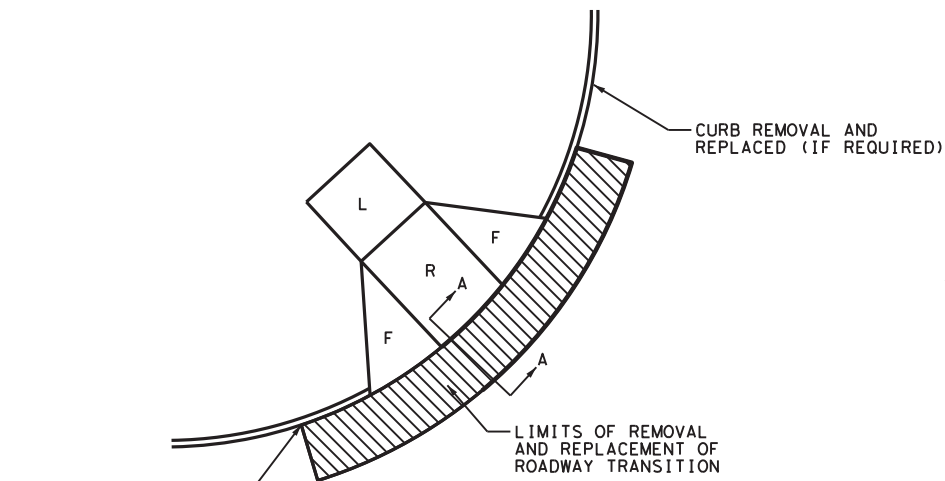 CURB REMOVAL AND
REPLACED (IF REQUIRED)
L
F
R
A
F
A
LIMITS OF REMOVAL
AND REPLACEMENT OF
ROADWAY TRANSITION